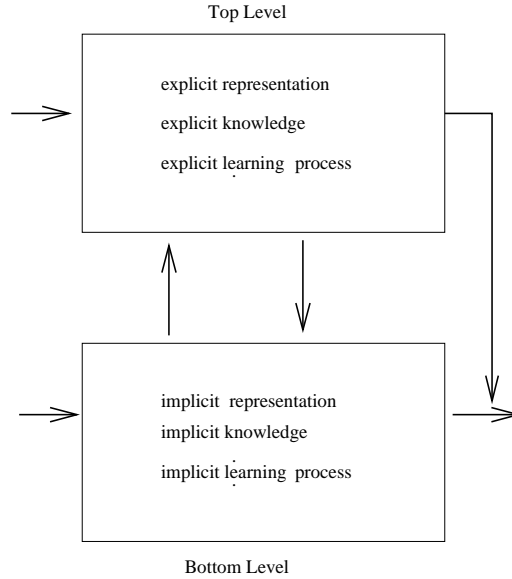 Top Level
explicit representation
explicit knowledge
explicit learning process
implicit representation
implicit knowledge
implicit learning process
Bottom Level